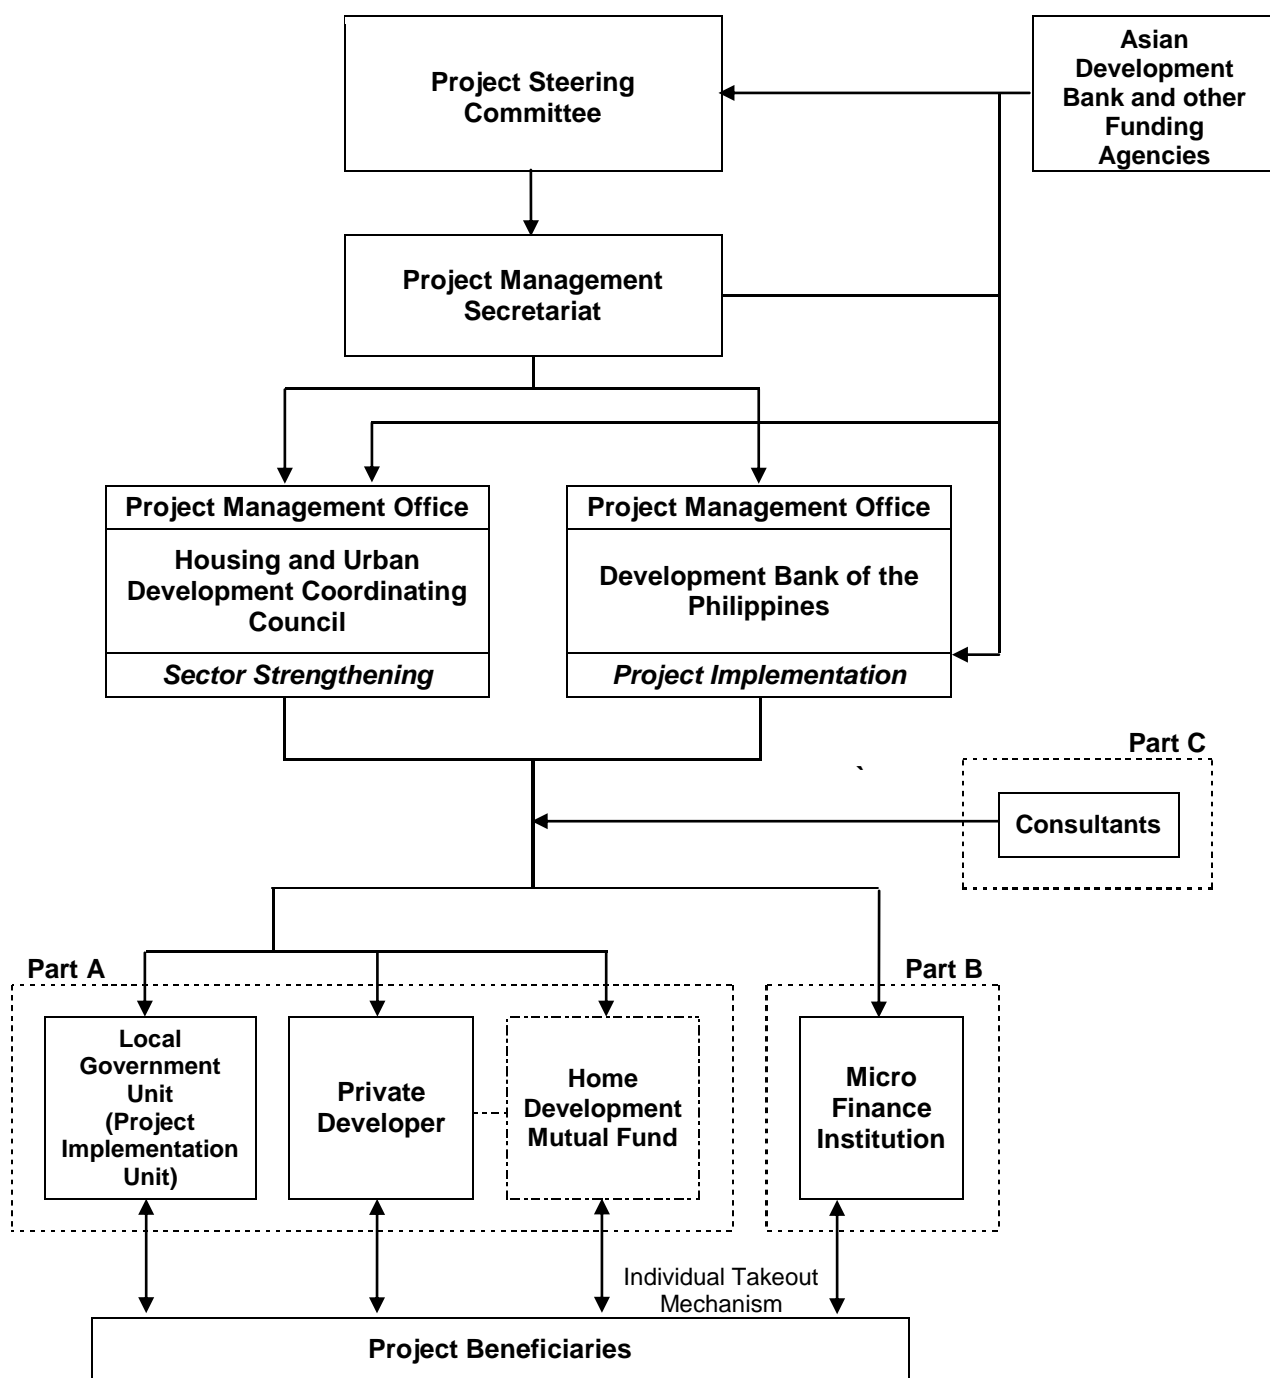 Project Steering
Committee
Asian
Development
Bank and other
Funding
Agencies
Project Management
Secretariat
Project Management Office
Housing and Urban
Development Coordinating
Council
Sector Strengthening
Project Management Office
Development Bank of the
Philippines
Project Implementation
Part C
`
Consultants
Part A
Part B
Local
Government
Unit
(Project
Implementation
Unit)
Private
Developer
Home
Development
Mutual Fund
Micro
Finance
Institution
Individual Takeout
Mechanism
Project Beneficiaries